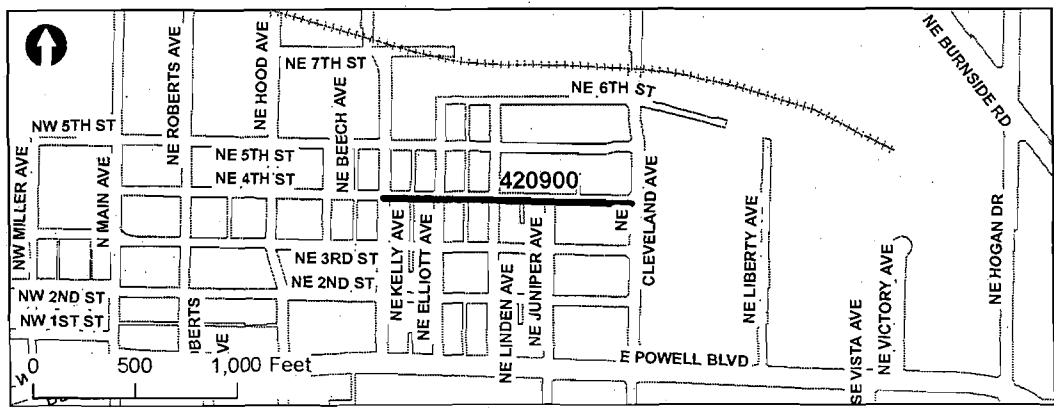 NE ROBERTS AVE
NE HOOD AVE
NE 7TH ST
NE BEECH AVE
NE 6TH ST
NE BURNSIDE RD
NW 5TH ST
NE 5TH ST
NE 4TH ST
420900
NW MILLER AVE
N MAIN AVE
NE KELLY AVE
NE ELLIOTT AVE
NE LINDEN AVE
NE JUNIPER AVE
NE
CLEVELAND AVE
NE LIBERTY AVE
SE VISTA AVE
NE VICTORY AVE
NE HOGAN DR
NE 3RD ST
NE 2ND ST
NW 2ND ST
NW 1ST ST
OBERTS
VE
E POWELL BLVD
0 500 1,000 Feet